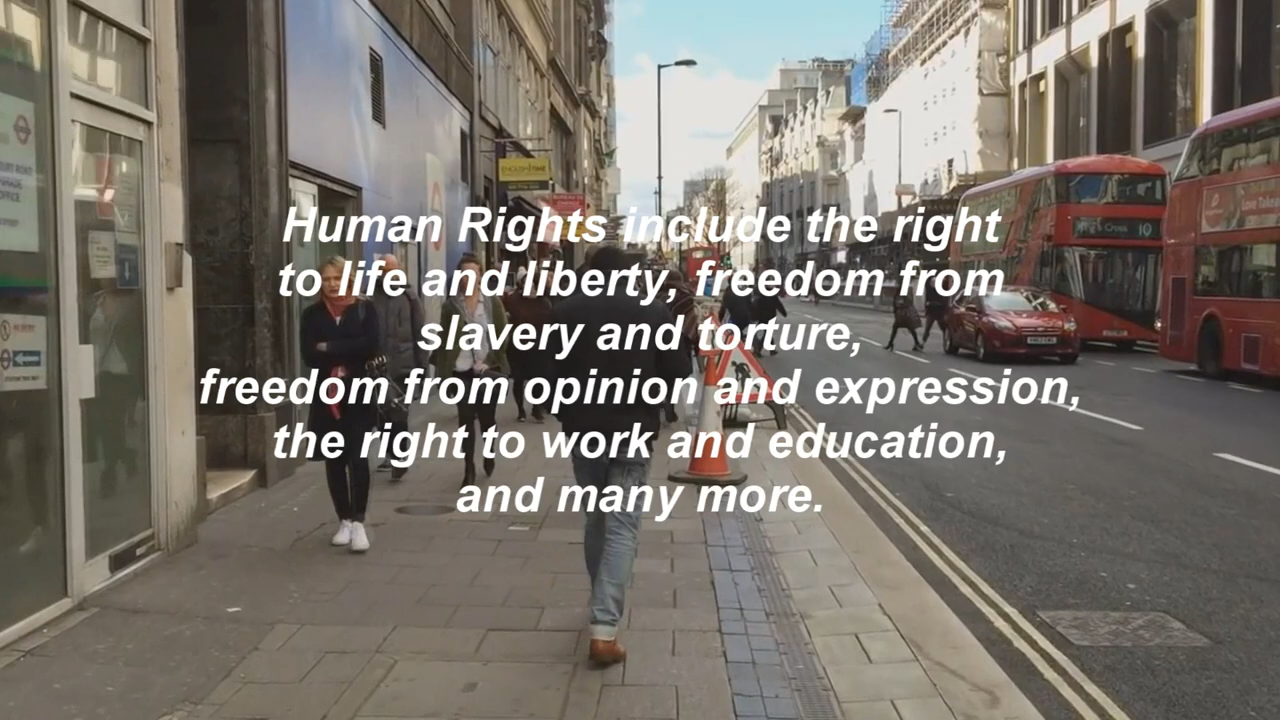 Human Rights include the right
to life and liberty, freedom from
slavery and torture,
freedom from opinion and expression,
the right to work and education,
and many more.
10